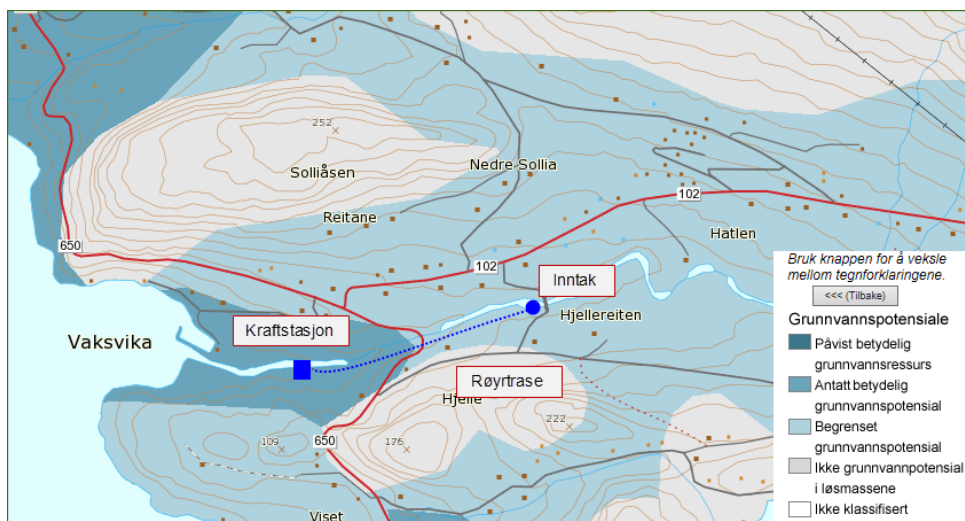 252
Solliåsen
Nedre Sollia
Reitane
102
Hatlen
650
102
Inntak
Hjellereiten
Kraftstasjon
Vaksvika
Røyrtrase
Hjelle
222
109
650
176
Viset
Bruk knappen for å veksle
mellom tegnforklaringene.
<<< (Tilbake)
Grunnvannspotensiale
Påvist betydelig
grunnvannsressurs
Antatt betydelig
grunnvannspotensial
Begrenset
grunnvannspotensial
Ikke grunnvannpotensial
i løsmassene
Ikke klassifisert